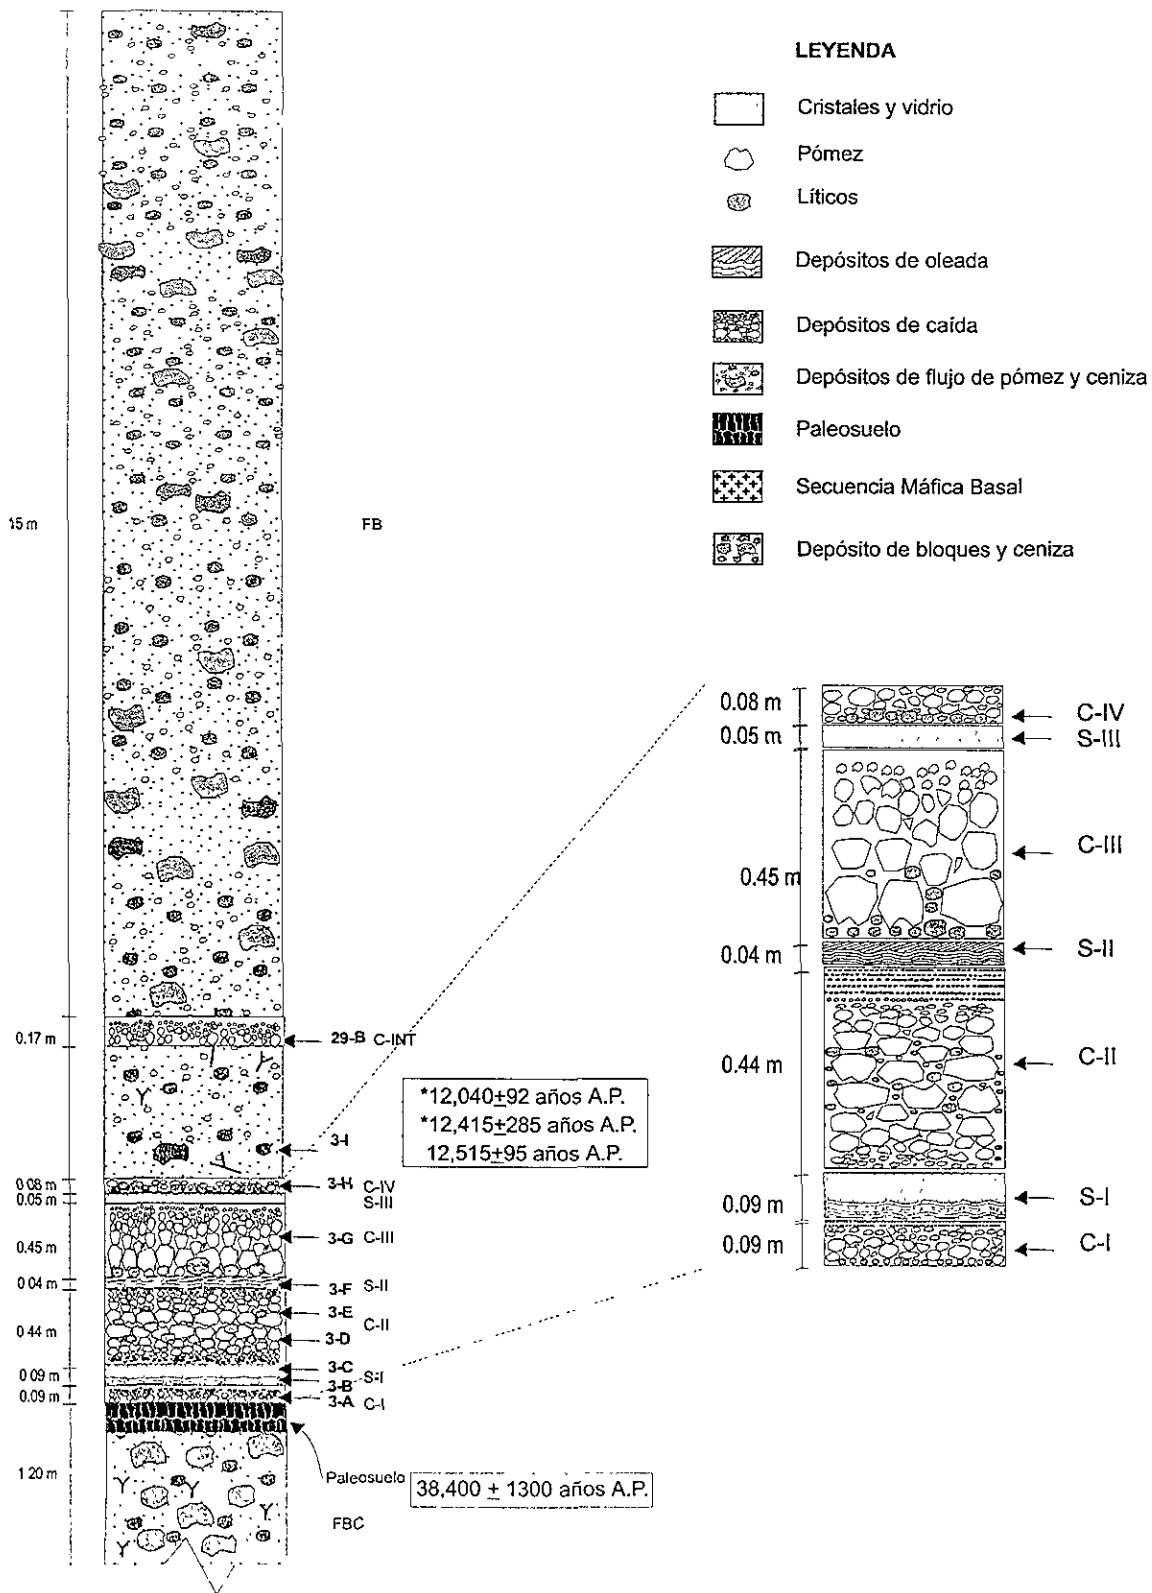 LEYENDA
Cristales y vidrio
Pómez
Líticos
Depósitos de oleada
Depósitos de caída
Depósitos de flujo de pómez y ceniza
Paleosuelo
Secuencia Máfica Basal
Depósito de bloques y ceniza
15 m
FB
0.17 m
29-B C-INT
3-I
*12,040±92 años A.P.
*12,415±285 años A.P.
12,515±95 años A.P.
0 08 m
3-H C-IV
0.05 m
S-III
0.45 m
3-G C-III
0 04 m
3-F S-II
3-E
0 44 m
C-II
3-D
3-C
0 09 m
S-I
3-B
0.09 m
3-A C-I
1 20 m
Paleosuelo
38,400 ± 1300 años A.P.
FBC
0.08 m
C-IV
0.05 m
S-III
0.45 m
C-III
0.04 m
S-II
0.44 m
C-II
0.09 m
S-I
0.09 m
C-I